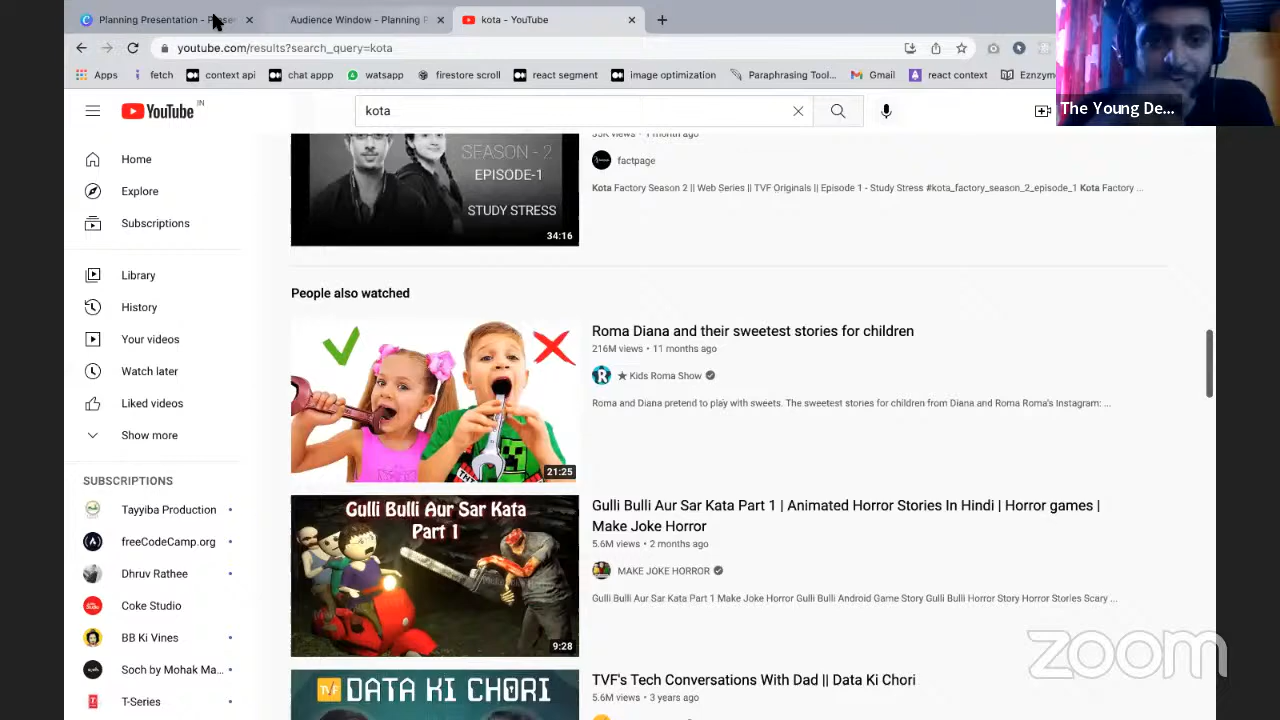 Planning Presentation - Prese
Audience Window - Planning P
kota - YouTube
youtube.com/results?search_query=kota
Apps
fetch
context api
chat appp
watsapp
firestore scroll
react segment
image optimization
Paraphrasing Tool...
Gmail
react context
Eznzyme
The Young De...
YouTube IN
kota
Home
Explore
Subscriptions
Library
History
Your videos
Watch later
Liked videos
Show more
SUBSCRIPTIONS
Tayyiba Production
freeCodeCamp.org
Dhruv Rathee
Coke Studio
BB Ki Vines
Soch by Mohak Ma...
T-Series
SEASON - 2
EPISODE-1
STUDY STRESS
34:16
views • 1 month ago
factpage
Kota Factory Season 2 || Web Series || TVF Originals || Episode 1 - Study Stress #kota_factory_season_2_episode_1 Kota Factory ...
People also watched
21:25
Roma Diana and their sweetest stories for children
216M views • 11 months ago
R
★ Kids Roma Show
Roma and Diana pretend to play with sweets. The sweetest stories for children from Diana and Roma Roma's Instagram: ...
Gulli Bulli Aur Sar Kata
Part 1
9:28
Gulli Bulli Aur Sar Kata Part 1 | Animated Horror Stories In Hindi | Horror games |
Make Joke Horror
5.6M views • 2 months ago
MAKE JOKE HORROR
Gulli Bulli Aur Sar Kata Part 1 Make Joke Horror Gulli Bulli Android Game Story Gulli Bulli Horror Story Horror Stories Scary ...
TVF DATA KI CHORI
TVF's Tech Conversations With Dad || Data Ki Chori
5.6M views • 3 years ago
zoom